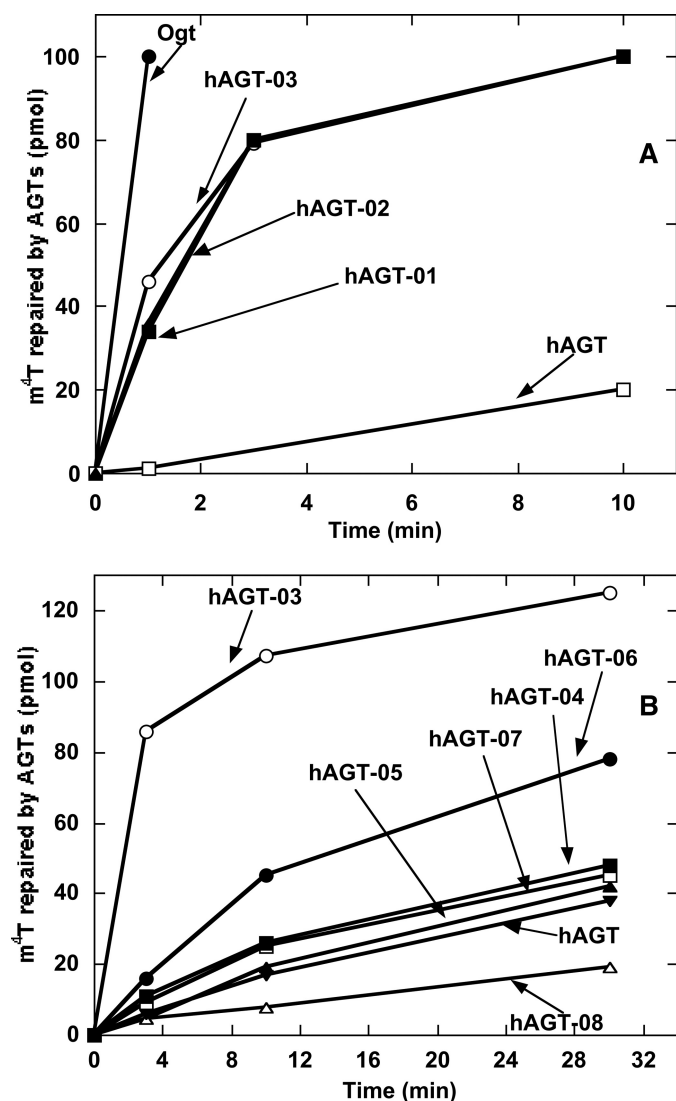 Ogt
100
hAGT-03
80
A
hAGT-02
60
hAGT-01
40
hAGT
20
0
0 2 4 6 8 10
Time (min)
m⁴T repaired by AGTs (pmol)
120
hAGT-03
hAGT-06
100
hAGT-04
B
hAGT-07
80
hAGT-05
60
40
hAGT
20
hAGT-08
0
0 4 8 12 16 20 24 28 32
Time (min)
m⁴T repaired by AGTs (pmol)